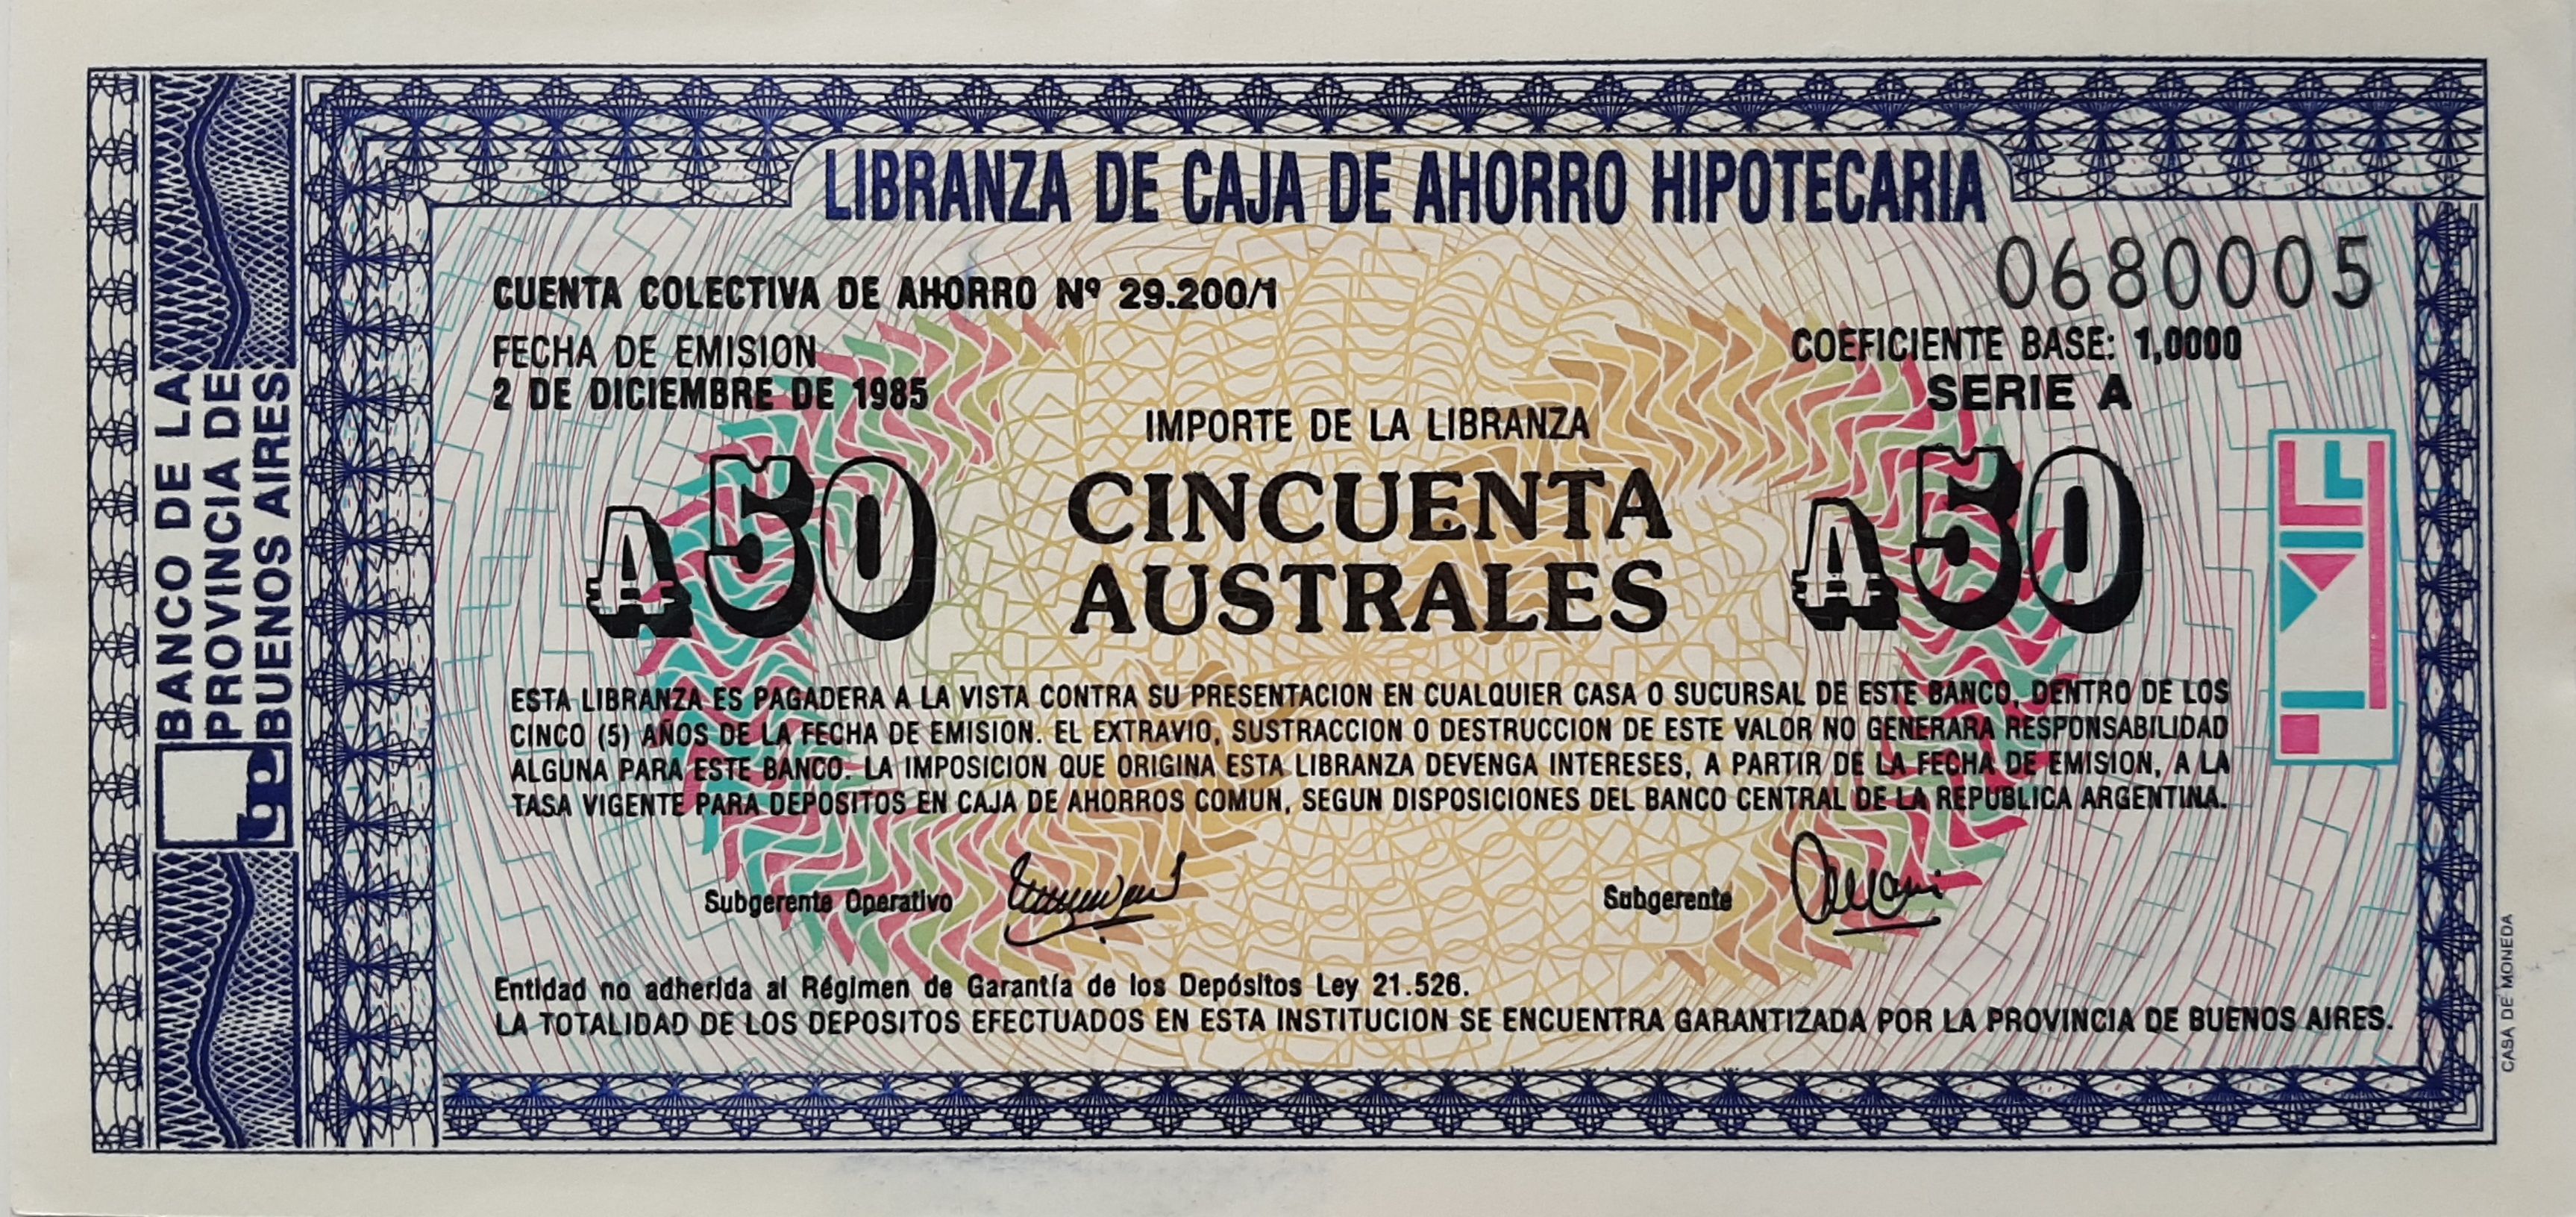 LIBRANZA DE CAJA DE AHORRO HIPOTECARIA
0680005
CUENTA COLECTIVA DE AHORRO Nº 29.200/1
FECHA DE EMISION
2 DE DICIEMBRE DE 1985
COEFICIENTE BASE: 1,0000
SERIE A
IMPORTE DE LA LIBRANZA
₳50
CINCUENTA
AUSTRALES
₳50
ESTA LIBRANZA ES PAGADERA A LA VISTA CONTRA SU PRESENTACION EN CUALQUIER CASA O SUCURSAL DE ESTE BANCO, DENTRO DE LOS
CINCO (5) AÑOS DE LA FECHA DE EMISION. EL EXTRAVIO, SUSTRACCION O DESTRUCCION DE ESTE VALOR NO GENERARA RESPONSABILIDAD
ALGUNA PARA ESTE BANCO. LA IMPOSICION QUE ORIGINA ESTA LIBRANZA DEVENGA INTERESES, A PARTIR DE LA FECHA DE EMISION, A LA
TASA VIGENTE PARA DEPOSITOS EN CAJA DE AHORROS COMUN, SEGUN DISPOSICIONES DEL BANCO CENTRAL DE LA REPUBLICA ARGENTINA.
Subgerente Operativo
Subgerente
Entidad no adherida al Régimen de Garantía de los Depósitos Ley 21.526.
LA TOTALIDAD DE LOS DEPOSITOS EFECTUADOS EN ESTA INSTITUCION SE ENCUENTRA GARANTIZADA POR LA PROVINCIA DE BUENOS AIRES.
BANCO DE LA
PROVINCIA DE
BUENOS AIRES
bp
CASA DE MONEDA